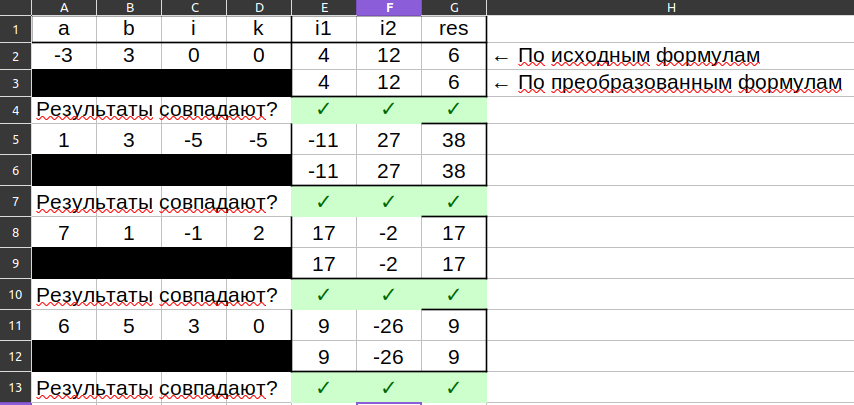 A B C D E F G H
1 a b i k i1 i2 res
2 -3 3 0 0 4 12 6 ← По исходным формулам
3 4 12 6 ← По преобразованным формулам
4 Результаты совпадают? ✓ ✓ ✓
5 1 3 -5 -5 -11 27 38
6 -11 27 38
7 Результаты совпадают? ✓ ✓ ✓
8 7 1 -1 2 17 -2 17
9 17 -2 17
10 Результаты совпадают? ✓ ✓ ✓
11 6 5 3 0 9 -26 9
12 9 -26 9
13 Результаты совпадают? ✓ ✓ ✓